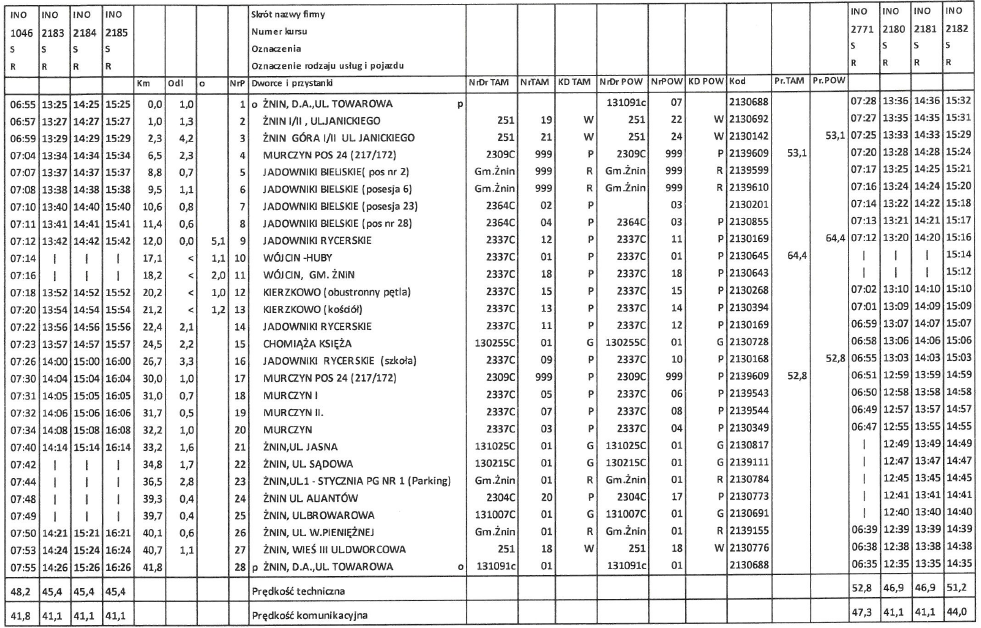 INO INO INO INO Skrót nazwy firmy INO INO INO INO
1046 2183 2184 2185 Numer kursu 2771 2180 2181 2182
S S S S Oznaczenia S S S S
R R R R Oznaczenie rodzaju usług i pojazdu R R R R
Km Odl o NrP Dworce i przystanki NrDr TAM NrTAM KD TAM NrDr POW NrPOW KD POW Kod Pr.TAM Pr.POW
06:55 13:25 14:25 15:25 0,0 1,0 1 o ŻNIN, D.A.,UL. TOWAROWA p 131091c 07 2130688 07:28 13:36 14:36 15:32
06:57 13:27 14:27 15:27 1,0 1,3 2 ŻNIN I/II , UL.JANICKIEGO 251 19 W 251 22 W 2130692 07:27 13:35 14:35 15:31
06:59 13:29 14:29 15:29 2,3 4,2 3 ŻNIN GÓRA I/II UL. JANICKIEGO 251 21 W 251 24 W 2130142 53,1 07:25 13:33 14:33 15:29
07:04 13:34 14:34 15:34 6,5 2,3 4 MURCZYN POS 24 (217/172) 2309C 999 P 2309C 999 P 2139609 53,1 07:20 13:28 14:28 15:24
07:07 13:37 14:37 15:37 8,8 0,7 5 JADOWNIKI BIELSKIE( pos nr 2) Gm.Żnin 999 R Gm.Żnin 999 R 2139599 07:17 13:25 14:25 15:21
07:08 13:38 14:38 15:38 9,5 1,1 6 JADOWNIKI BIELSKIE (posesja 6) Gm.Żnin 999 R Gm.Żnin 999 R 2139610 07:16 13:24 14:24 15:20
07:10 13:40 14:40 15:40 10,6 0,8 7 JADOWNIKI BIELSKIE (posesja 23) 2364C 02 P 03 2130201 07:14 13:22 14:22 15:18
07:11 13:41 14:41 15:41 11,4 0,6 8 JADOWNIKI BIELSKIE (pos nr 28) 2364C 04 P 2364C 03 P 2130855 07:13 13:21 14:21 15:17
07:12 13:42 14:42 15:42 12,0 0,0 5,1 9 JADOWNIKI RYCERSKIE 2337C 12 P 2337C 11 P 2130169 64,4 07:12 13:20 14:20 15:16
07:14 | | | 17,1 < 1,1 10 WÓJCIN -HUBY 2337C 01 P 2337C 01 P 2130645 64,4 | | | 15:14
07:16 | | | 18,2 < 2,0 11 WÓJCIN, GM. ŻNIN 2337C 18 P 2337C 18 P 2130643 | | | 15:12
07:18 13:52 14:52 15:52 20,2 < 1,0 12 KIERZKOWO (obustronny pętla) 2337C 15 P 2337C 15 P 2130268 07:02 13:10 14:10 15:10
07:20 13:54 14:54 15:54 21,2 < 1,2 13 KIERZKOWO (kościół) 2337C 13 P 2337C 14 P 2130394 07:01 13:09 14:09 15:09
07:22 13:56 14:56 15:56 22,4 2,1 14 JADOWNIKI RYCERSKIE 2337C 11 P 2337C 12 P 2130169 06:59 13:07 14:07 15:07
07:23 13:57 14:57 15:57 24,5 2,2 15 CHOMIĄŻA KSIĘŻA 130255C 01 G 130255C 01 G 2130728 06:58 13:06 14:06 15:06
07:26 14:00 15:00 16:00 26,7 3,3 16 JADOWNIKI RYCERSKIE (szkoła) 2337C 09 P 2337C 10 P 2130168 52,8 06:55 13:03 14:03 15:03
07:30 14:04 15:04 16:04 30,0 1,0 17 MURCZYN POS 24 (217/172) 2309C 999 P 2309C 999 P 2139609 52,8 06:51 12:59 13:59 14:59
07:31 14:05 15:05 16:05 31,0 0,7 18 MURCZYN I 2337C 05 P 2337C 06 P 2139543 06:50 12:58 13:58 14:58
07:32 14:06 15:06 16:06 31,7 0,5 19 MURCZYN II. 2337C 07 P 2337C 08 P 2139544 06:49 12:57 13:57 14:57
07:34 14:08 15:08 16:08 32,2 1,0 20 MURCZYN 2337C 03 P 2337C 04 P 2130349 06:47 12:55 13:55 14:55
07:40 14:14 15:14 16:14 33,2 1,6 21 ŻNIN,UL. JASNA 131025C 01 G 131025C 01 G 2130817 | 12:49 13:49 14:49
07:42 | | | 34,8 1,7 22 ŻNIN, UL. SĄDOWA 130215C 01 G 130215C 01 G 2139111 | 12:47 13:47 14:47
07:44 | | | 36,5 2,8 23 ŻNIN,UL1 - STYCZNIA PG NR 1 (Parking) Gm.Żnin 01 R Gm.Żnin 01 R 2130784 | 12:45 13:45 14:45
07:48 | | | 39,3 0,4 24 ŻNIN UL. ALIANTÓW 2304C 20 P 2304C 17 P 2130773 | 12:41 13:41 14:41
07:49 | | | 39,7 0,4 25 ŻNIN, UL.BROWAROWA 131007C 01 G 131007C 01 G 2130691 | 12:40 13:40 14:40
07:50 14:21 15:21 16:21 40,1 0,6 26 ŻNIN, UL. W.PIENIĘŻNEJ Gm.Żnin 01 R Gm.Żnin 01 R 2139155 06:39 12:39 13:39 14:39
07:53 14:24 15:24 16:24 40,7 1,1 27 ŻNIN, WIEŚ III UL.DWORCOWA 251 18 W 251 18 W 2130776 06:38 12:38 13:38 14:38
07:55 14:26 15:26 16:26 41,8 28 p ŻNIN, D.A.,UL. TOWAROWA o 131091c 01 131091c 01 2130688 06:35 12:35 13:35 14:35
48,2 45,4 45,4 45,4 Prędkość techniczna 52,8 46,9 46,9 51,2
41,8 41,1 41,1 41,1 Prędkość komunikacyjna 47,3 41,1 41,1 44,0